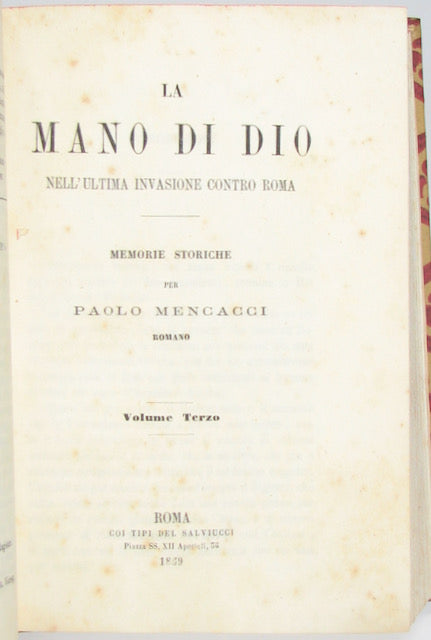 LA
MANO DI DIO
NELL'ULTIMA INVASIONE CONTRO ROMA
MEMORIE STORICHE
PER
PAOLO MENCACCI
ROMANO
Volume Terzo
ROMA
COI TIPI DEL SALVIUCCI
Piazza SS. XII Apostoli, 56
1869